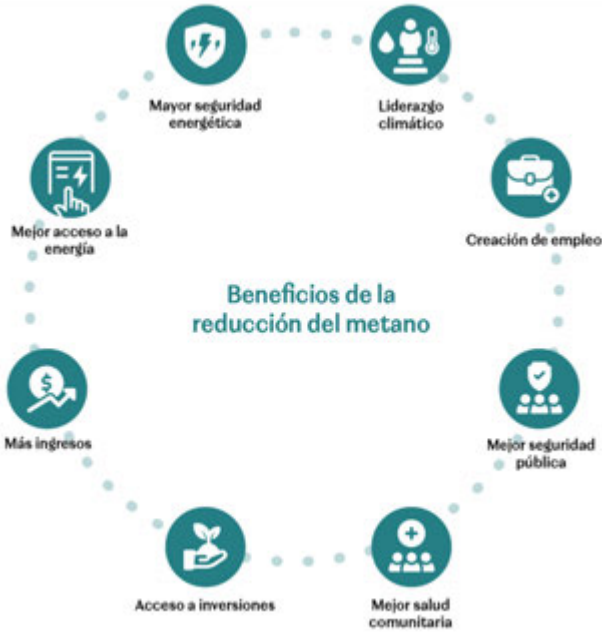 Mayor seguridad
energética
Liderazgo
climático
Mejor acceso a la
energía
Creación de empleo
Beneficios de la
reducción del metano
Más ingresos
$
Mejor seguridad
pública
Acceso a inversiones
Mejor salud
comunitaria